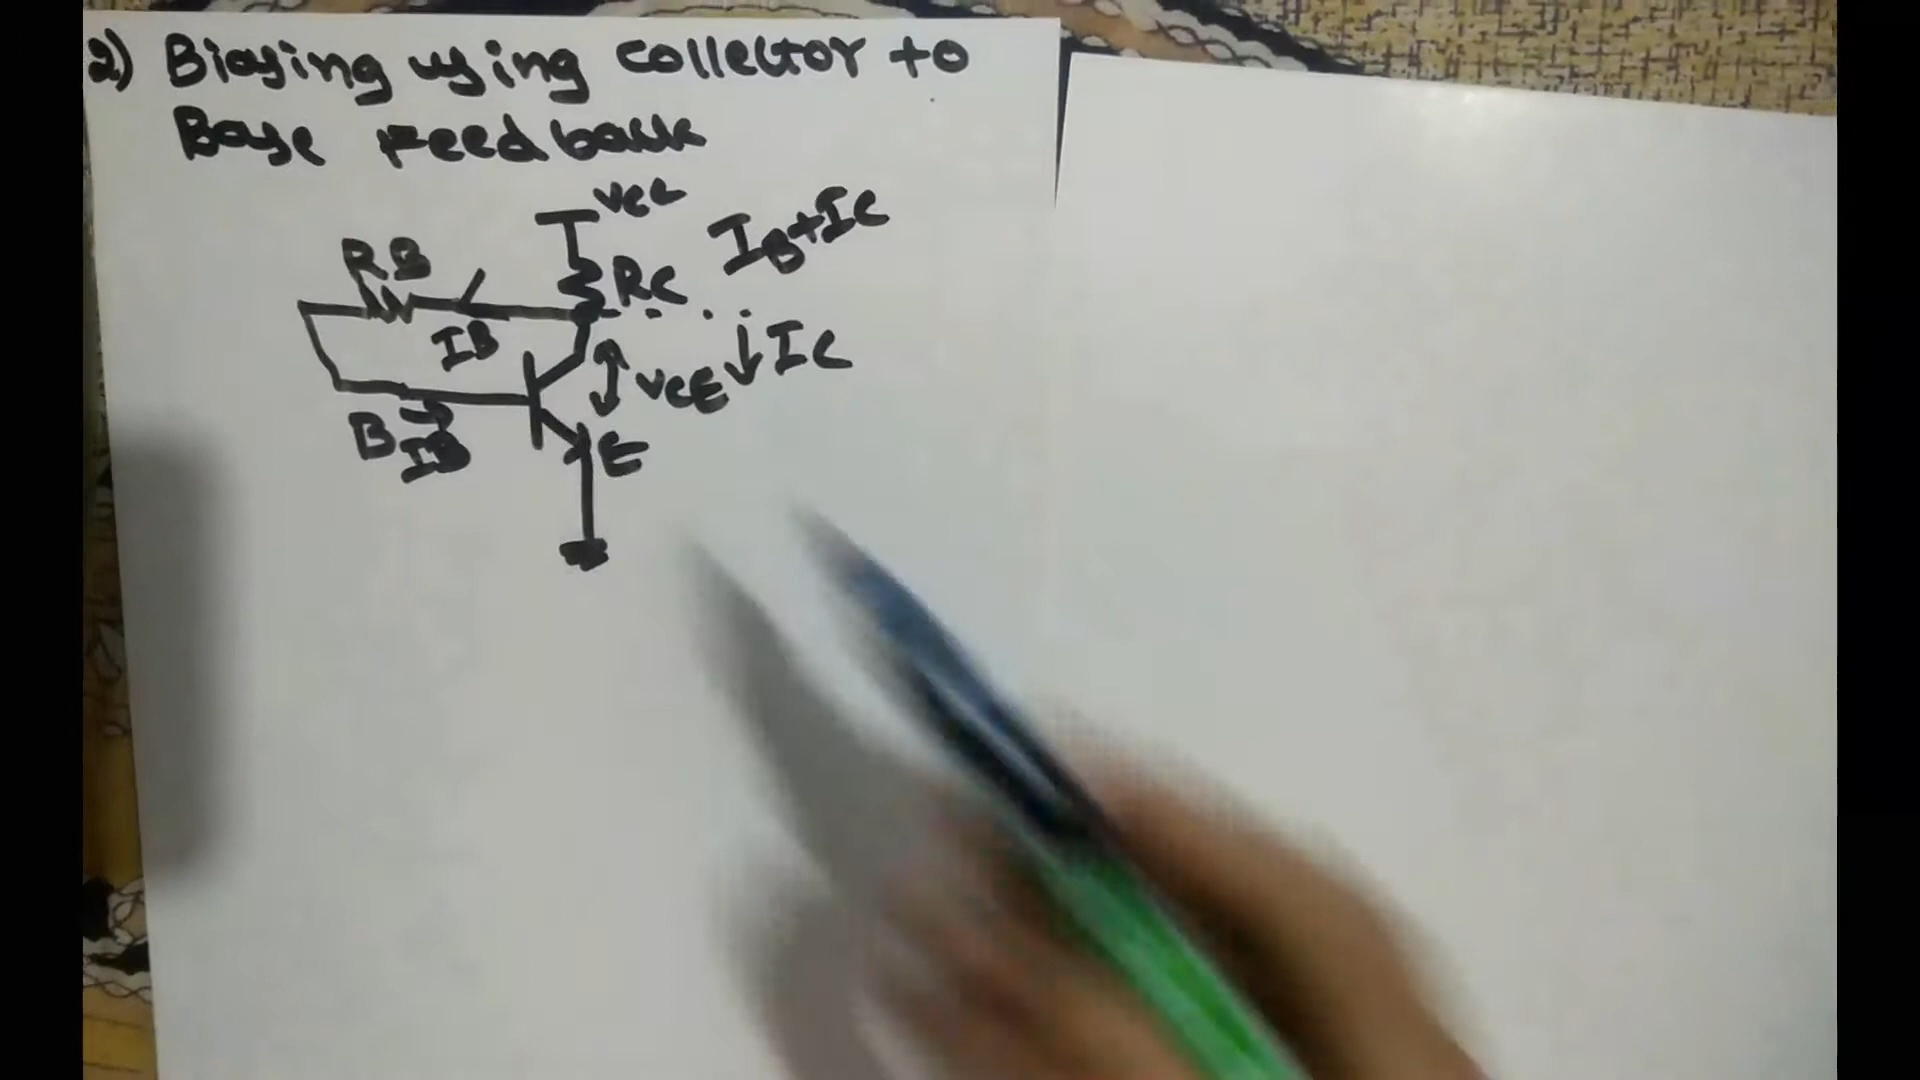 2) Biasing using collector to
Base Feedback
VCC
IB+IC
RB
RC
IB
IC
VCE
B
IB
E